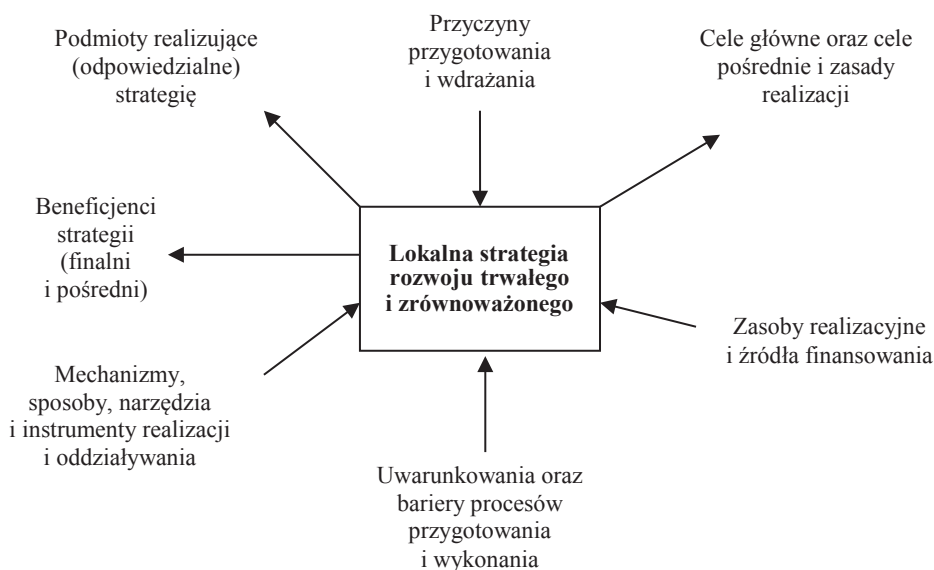 Podmioty realizujące
(odpowiedzialne)
strategię
Przyczyny
przygotowania
i wdrażania
Cele główne oraz cele
pośrednie i zasady
realizacji
Beneficjenci
strategii
(finalni
i pośredni)
Lokalna strategia
rozwoju trwałego
i zrównoważonego
Zasoby realizacyjne
i źródła finansowania
Mechanizmy,
sposoby, narzędzia
i instrumenty realizacji
i oddziaływania
Uwarunkowania oraz
bariery procesów
przygotowania
i wykonania